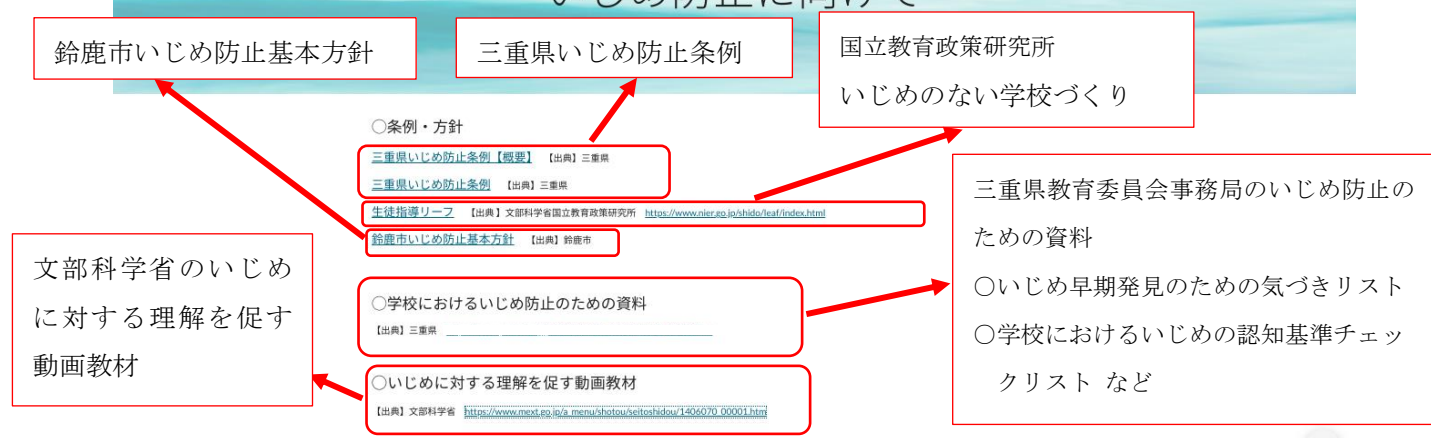 いじめ防止に向けて
鈴鹿市いじめ防止基本方針
三重県いじめ防止条例
国立教育政策研究所
いじめのない学校づくり
○条例・方針
三重県いじめ防止条例【概要】 【出典】三重県
三重県いじめ防止条例 【出典】三重県
生徒指導リーフ 【出典】文部科学省国立教育政策研究所 https://www.nier.go.jp/shido/leaf/index.html
鈴鹿市いじめ防止基本方針 【出典】鈴鹿市
三重県教育委員会事務局のいじめ防止の
ための資料
○いじめ早期発見のための気づきリスト
○学校におけるいじめの認知基準チェッ
クリスト など
文部科学省のいじめ
に対する理解を促す
動画教材
○学校におけるいじめ防止のための資料
【出典】三重県
○いじめに対する理解を促す動画教材
【出典】文部科学省 https://www.mext.go.jp/a_menu/shotou/seitoshidou/1406070_00001.htm